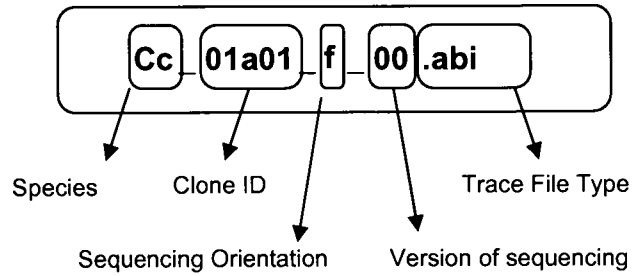 Cc_01a01_f_00.abi
Species Clone ID Trace File Type
Sequencing Orientation Version of sequencing